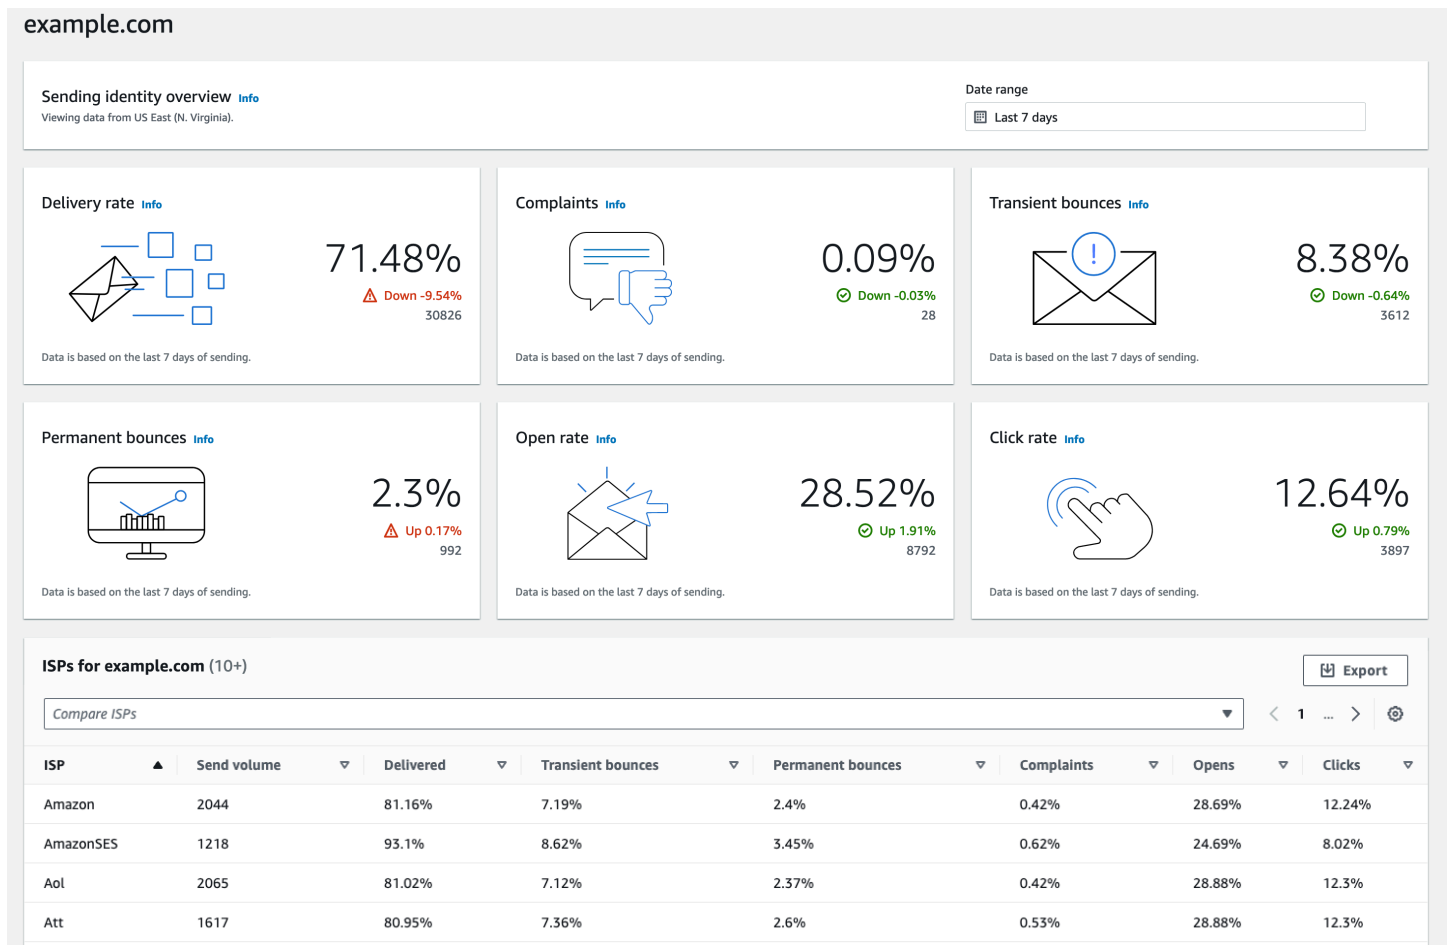 example.com
Sending identity overview Info
Viewing data from US East (N. Virginia).
Date range
Last 7 days
Delivery rate Info
71.48%
Down -9.54%
30826
Data is based on the last 7 days of sending.
Complaints Info
0.09%
Down -0.03%
28
Data is based on the last 7 days of sending.
Transient bounces Info
!
8.38%
Down -0.64%
3612
Data is based on the last 7 days of sending.
Permanent bounces Info
2.3%
Up 0.17%
992
Data is based on the last 7 days of sending.
Open rate Info
28.52%
Up 1.91%
8792
Data is based on the last 7 days of sending.
Click rate Info
12.64%
Up 0.79%
3897
Data is based on the last 7 days of sending.
ISPs for example.com (10+)
Export
Compare ISPs
1 ...
ISP Send volume Delivered Transient bounces Permanent bounces Complaints Opens Clicks
Amazon 2044 81.16% 7.19% 2.4% 0.42% 28.69% 12.24%
AmazonSES 1218 93.1% 8.62% 3.45% 0.62% 24.69% 8.02%
Aol 2065 81.02% 7.12% 2.37% 0.42% 28.88% 12.3%
Att 1617 80.95% 7.36% 2.6% 0.53% 28.88% 12.3%